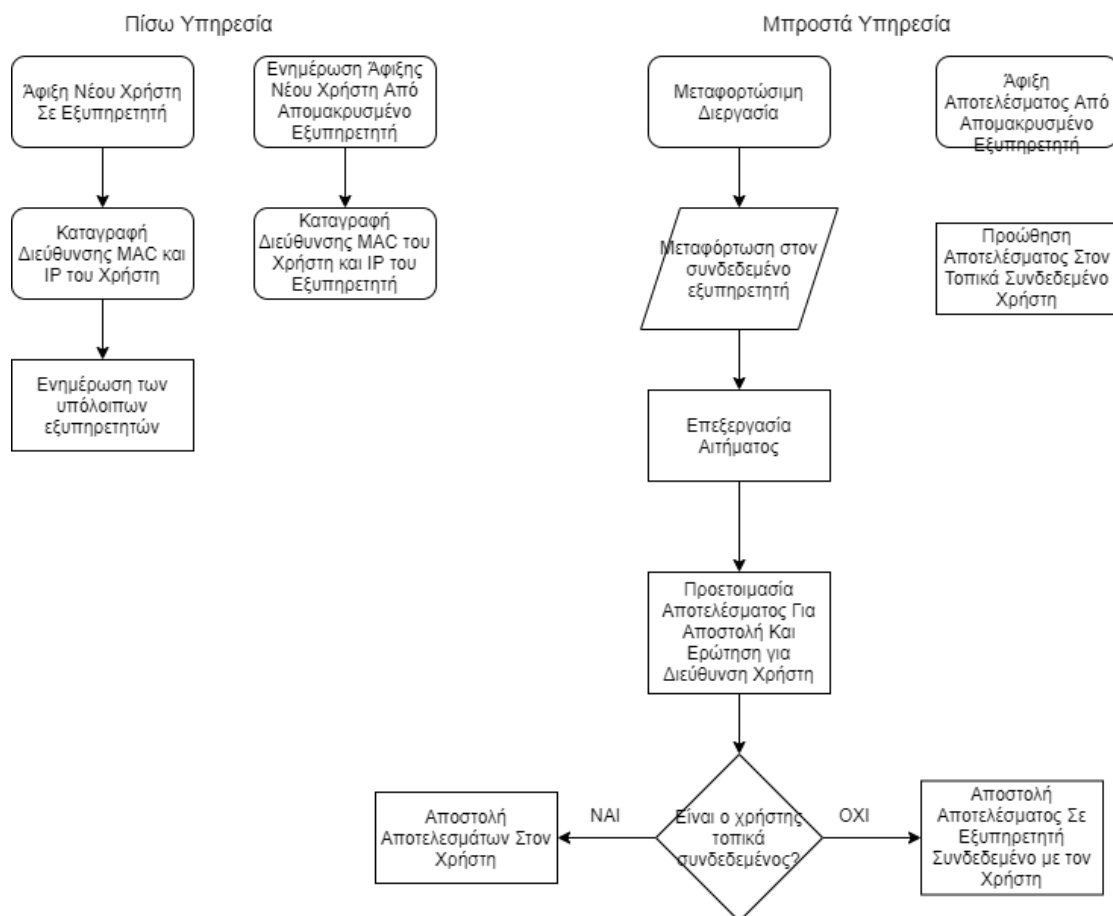 Πίσω Υπηρεσία
Άφιξη Νέου Χρήστη
Σε Εξυπηρετητή
Καταγραφή
Διεύθυνσης MAC και
IP του Χρήστη
Ενημέρωση των
υπόλοιπων
εξυπηρετητών
Ενημέρωση Άφιξης
Νέου Χρήστη Από
Απομακρυσμένο
Εξυπηρετητή
Καταγραφή
Διεύθυνσης MAC του
Χρήστη και IP του
Εξυπηρετητή
Μπροστά Υπηρεσία
Μεταφορτώσιμη
Διεργασία
Μεταφόρτωση στον
συνδεδεμένο
εξυπηρετητή
Επεξεργασία
Αιτήματος
Προετοιμασία
Αποτελέσματος Για
Αποστολή Και
Ερώτηση για
Διεύθυνση Χρήστη
Είναι ο χρήστης
τοπικά
συνδεδεμένος?
ΝΑΙ
Αποστολή
Αποτελεσμάτων Στον
Χρήστη
ΟΧΙ
Αποστολή
Αποτελέσματος Σε
Εξυπηρετητή
Συνδεδεμένο με τον
Χρήστη
Άφιξη
Αποτελέσματος Από
Απομακρυσμένο
Εξυπηρετητή
Προώθηση
Αποτελέσματος Στον
Τοπικά Συνδεδεμένο
Χρήστη